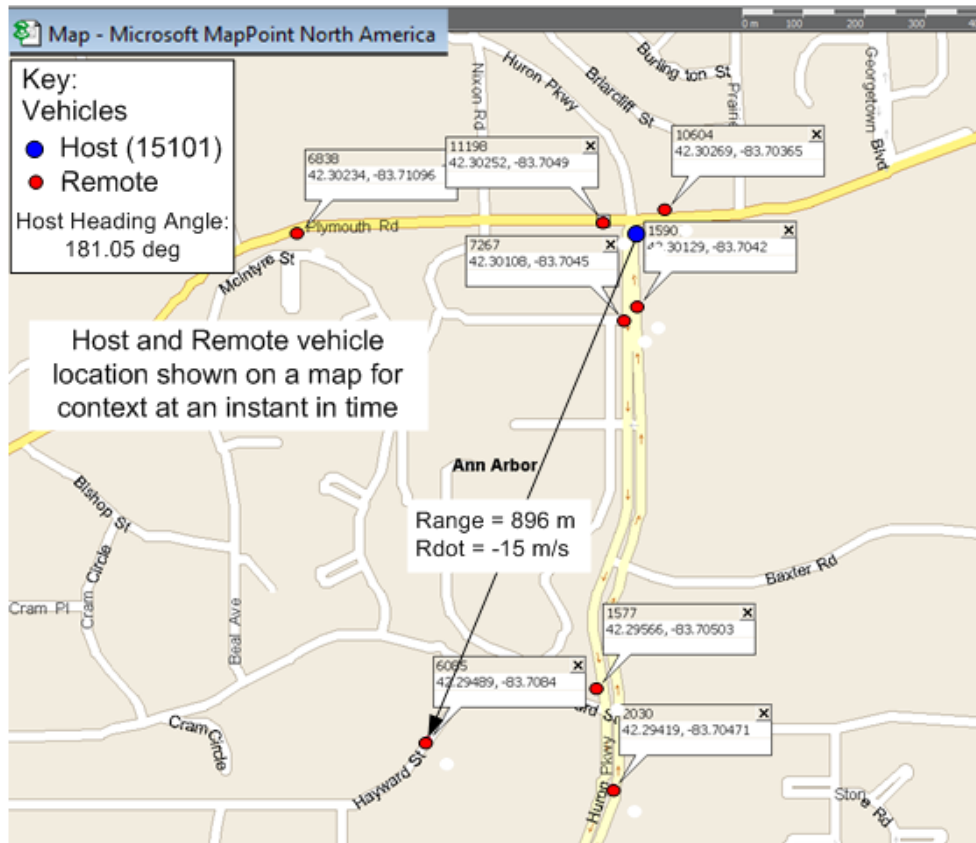 Map - Microsoft MapPoint North America
0 m 100 200 300
Key:
Vehicles
Host (15101)
Remote
Host Heading Angle:
181.05 deg
Nixon Rd
Huron Pkwy
Briarcliff St
Burling ton St
Prairie
Georgetown Blvd
6838
42.30234, -83.71096
11198
42.30252, -83.7049
10604
42.30269, -83.70365
Plymouth Rd
McIntyre St
7267
42.30108, -83.7045
1590
42.30129, -83.7042
Host and Remote vehicle
location shown on a map for
context at an instant in time
Ann Arbor
Bishop St
Range = 896 m
Rdot = -15 m/s
Baxter Rd
Cram Pl
Cram Circle
Beal Ave
1577
42.29566, -83.70503
6085
42.29489, -83.7084
2030
42.29419, -83.70471
Cram Circle
Hayward St
Huron Pkwy
Stone Rd